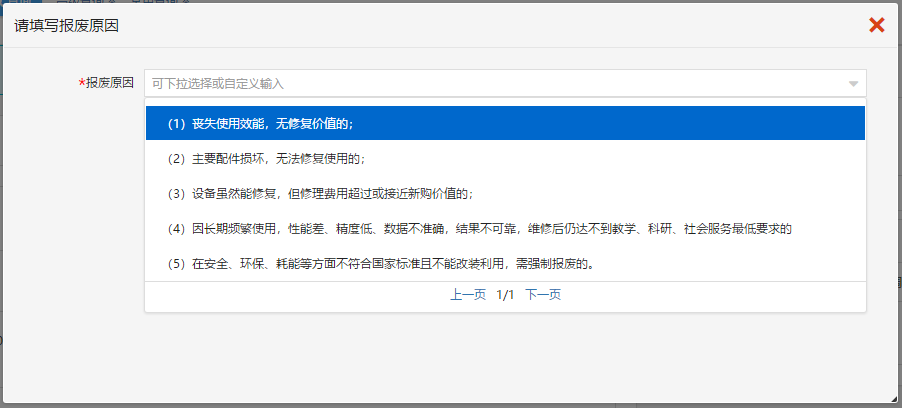 请填写报废原因
*报废原因 可下拉选择或自定义输入
（1）丧失使用效能，无修复价值的；
（2）主要配件损坏，无法修复使用的；
（3）设备虽然能修复，但修理费用超过或接近新购价值的；
（4）因长期频繁使用，性能差、精度低、数据不准确，结果不可靠，维修后仍达不到教学、科研、社会服务最低要求的
（5）在安全、环保、耗能等方面不符合国家标准且不能改装利用，需强制报废的。
上一页 1/1 下一页